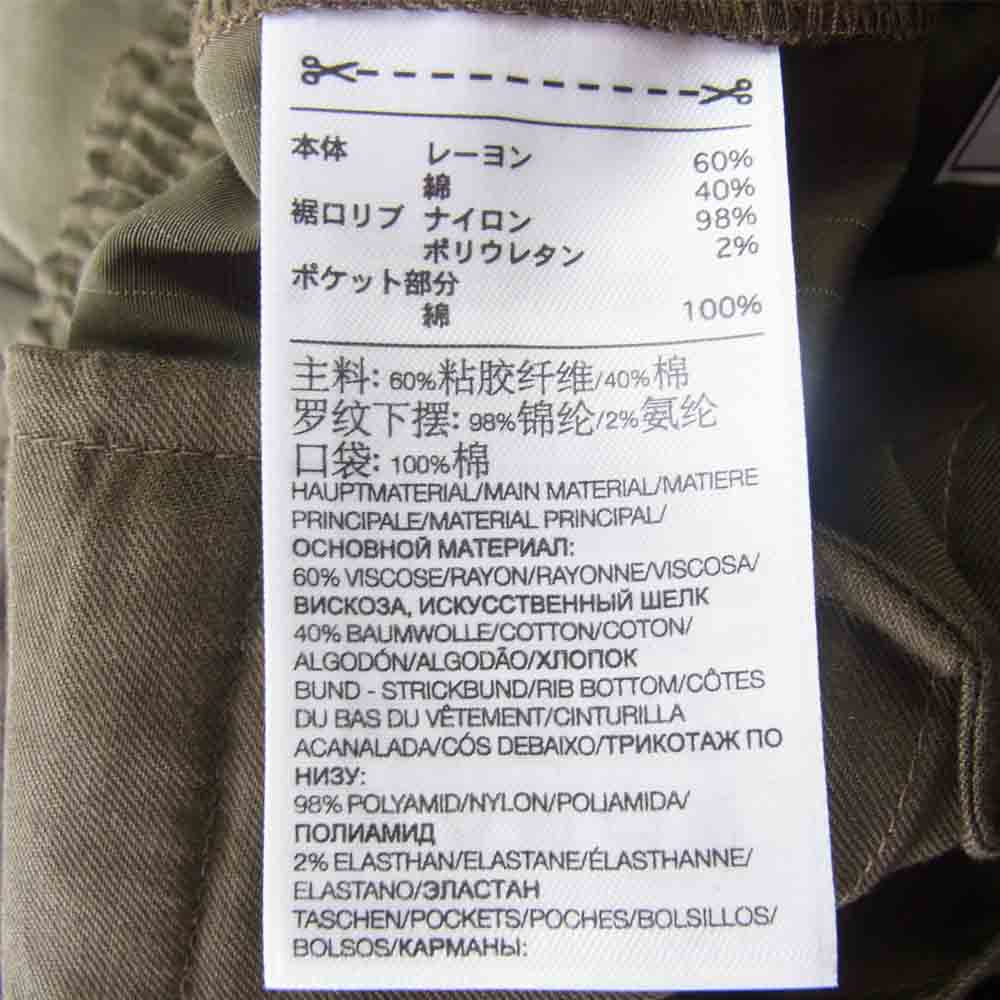 本体 レーヨン 60%
綿 40%
裾口リブ ナイロン 98%
ポリウレタン 2%
ポケット部分
綿 100%
主料: 60%粘胶纤维/40%棉
罗纹下摆: 98%锦纶/2%氨纶
口袋: 100%棉
HAUPTMATERIAL/MAIN MATERIAL/MATIERE
PRINCIPALE/MATERIAL PRINCIPAL/
ОСНОВНОЙ МАТЕРИАЛ:
60% VISCOSE/RAYON/RAYONNE/VISCOSA/
ВИСКОЗА, ИСКУССТВЕННЫЙ ШЕЛК
40% BAUMWOLLE/COTTON/COTON/
ALGODÓN/ALGODÃO/ХЛОПОК
BUND - STRICKBUND/RIB BOTTOM/CÔTES
DU BAS DU VÊTEMENT/CINTURILLA
ACANALADA/CÓS DEBAIXO/ТРИКОТАЖ ПО
НИЗУ:
98% POLYAMID/NYLON/POLIAMIDA/
ПОЛИАМИД
2% ELASTHAN/ELASTANE/ÉLASTHANNE/
ELASTANO/ЭЛАСТАН
TASCHEN/POCKETS/POCHES/BOLSILLOS/
BOLSOS/КАРМАНЫ: